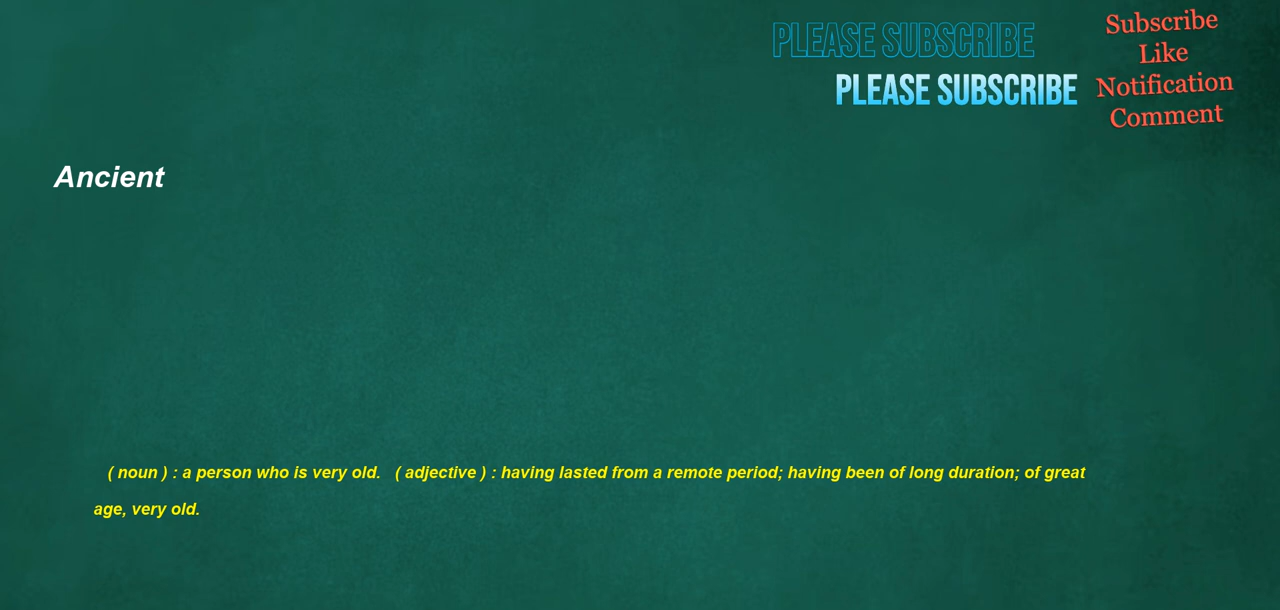 PLEASE SUBSCRIBE
PLEASE SUBSCRIBE
Subscribe
Like
Notification
Comment
Ancient
( noun ) : a person who is very old. ( adjective ) : having lasted from a remote period; having been of long duration; of great
age, very old.